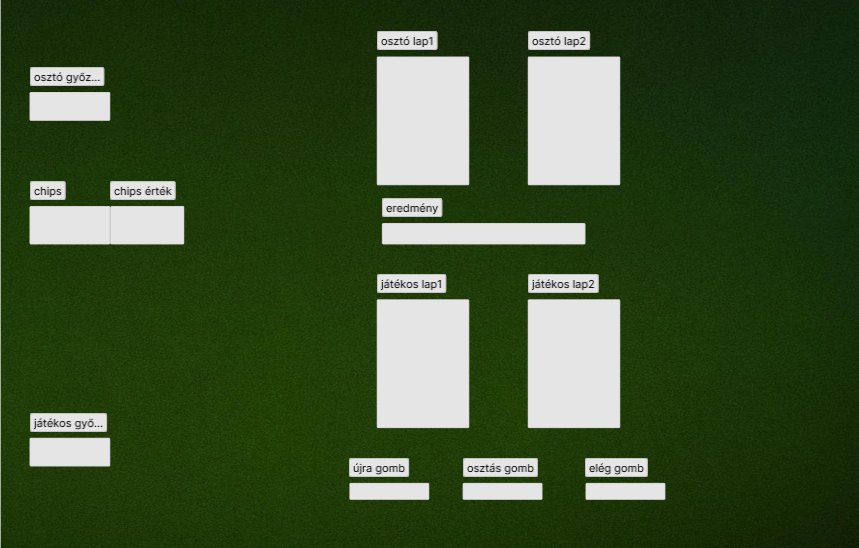 osztó lap1
osztó lap2
osztó győz...
chips
chips érték
eredmény
játékos lap1
játékos lap2
játékos győ...
újra gomb
osztás gomb
elég gomb